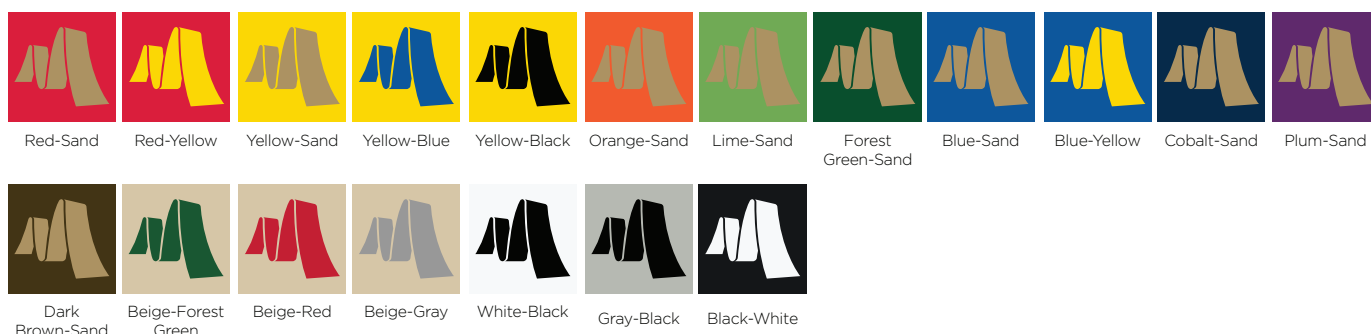 Red-Sand
Red-Yellow
Yellow-Sand
Yellow-Blue
Yellow-Black
Orange-Sand
Lime-Sand
Forest
Green-Sand
Blue-Sand
Blue-Yellow
Cobalt-Sand
Plum-Sand
Dark
Brown-Sand
Beige-Forest
Green
Beige-Red
Beige-Gray
White-Black
Gray-Black
Black-White